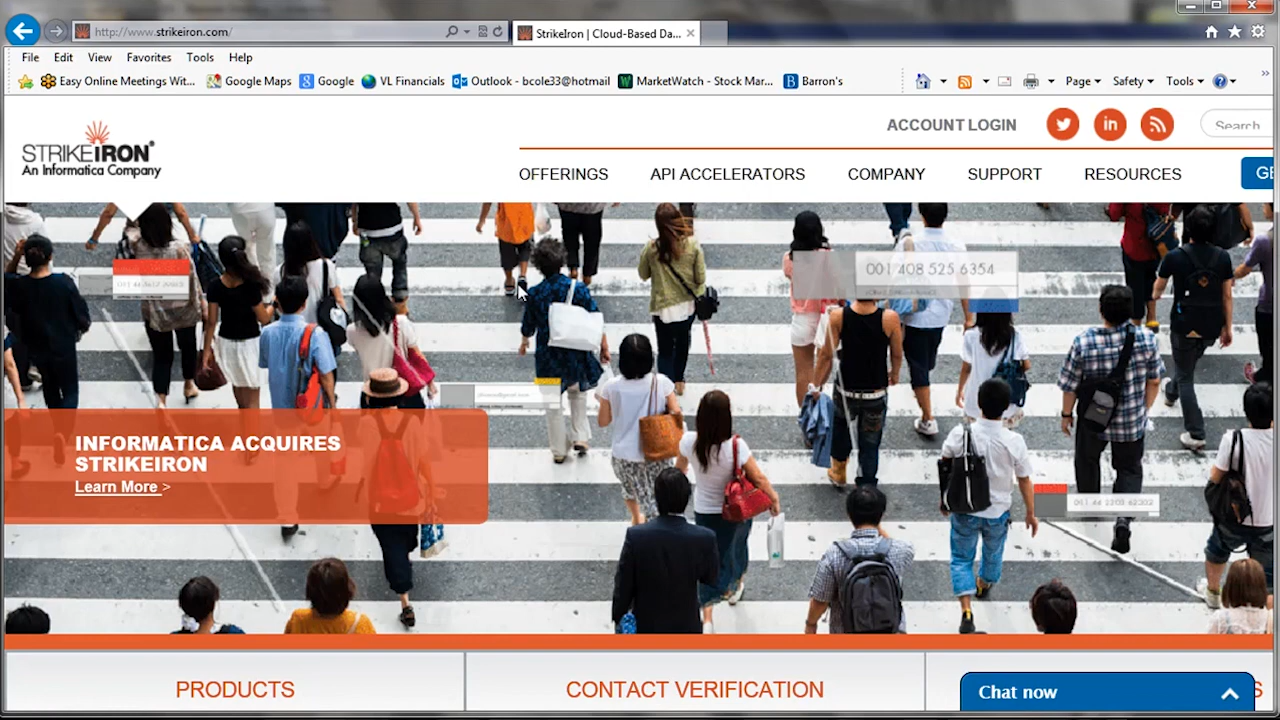 http://www.strikeiron.com/
StrikeIron | Cloud-Based Da...
File Edit View Favorites Tools Help
Easy Online Meetings Wit... Google Maps Google VL Financials Outlook - bcole33@hotmail MarketWatch - Stock Mar... Barron's Page Safety Tools
ACCOUNT LOGIN Search
STRIKEIRON®
An Informatica Company
OFFERINGS API ACCELERATORS COMPANY SUPPORT RESOURCES GE
001 408 525 6354
INFORMATICA ACQUIRES
STRIKEIRON
Learn More >
PRODUCTS CONTACT VERIFICATION S
Chat now